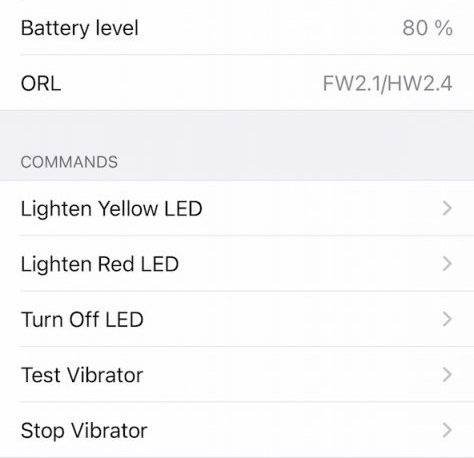 Battery level 80 %
ORL FW2.1/HW2.4
COMMANDS
Lighten Yellow LED
Lighten Red LED
Turn Off LED
Test Vibrator
Stop Vibrator